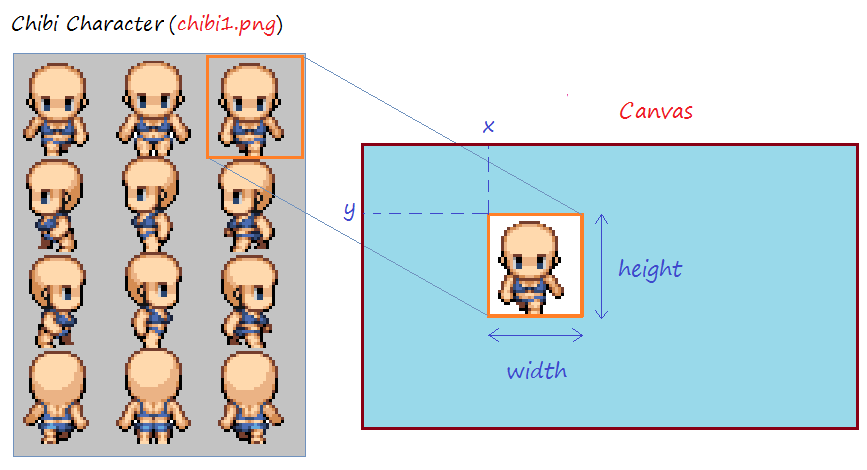 Chibi Character (chibi1.png)
Canvas
x
y
height
width